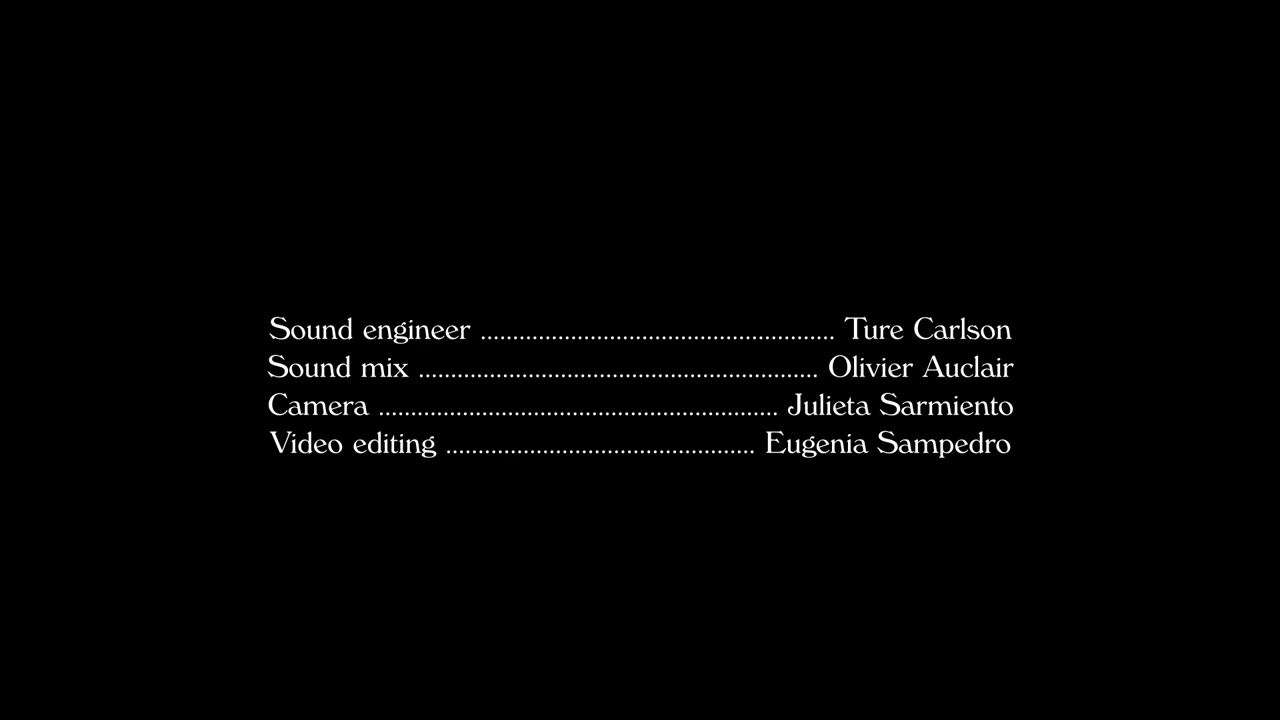 Sound engineer ....................................................... Ture Carlson
Sound mix .............................................................. Olivier Auclair
Camera .............................................................. Julieta Sarmiento
Video editing ................................................ Eugenia Sampedro